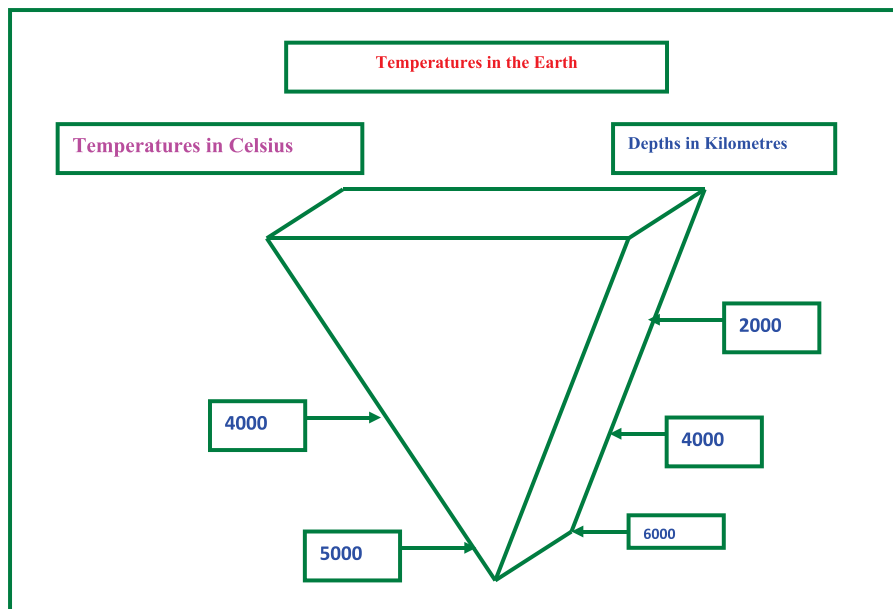 Temperatures in the Earth
Temperatures in Celsius
Depths in Kilometres
2000
4000
4000
5000
6000